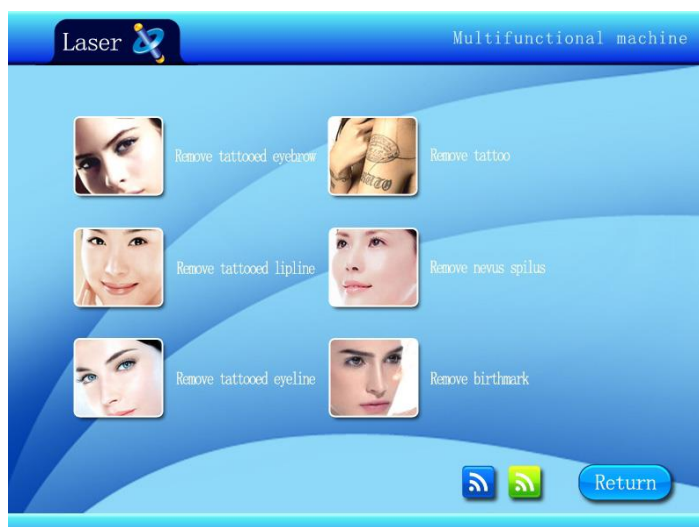 Laser
Multifunctional machine
Remove tattooed eyebrow
Remove tattoo
Remove tattooed lipline
Remove nevus spilus
Remove tattooed eyeline
Remove birthmark
Return